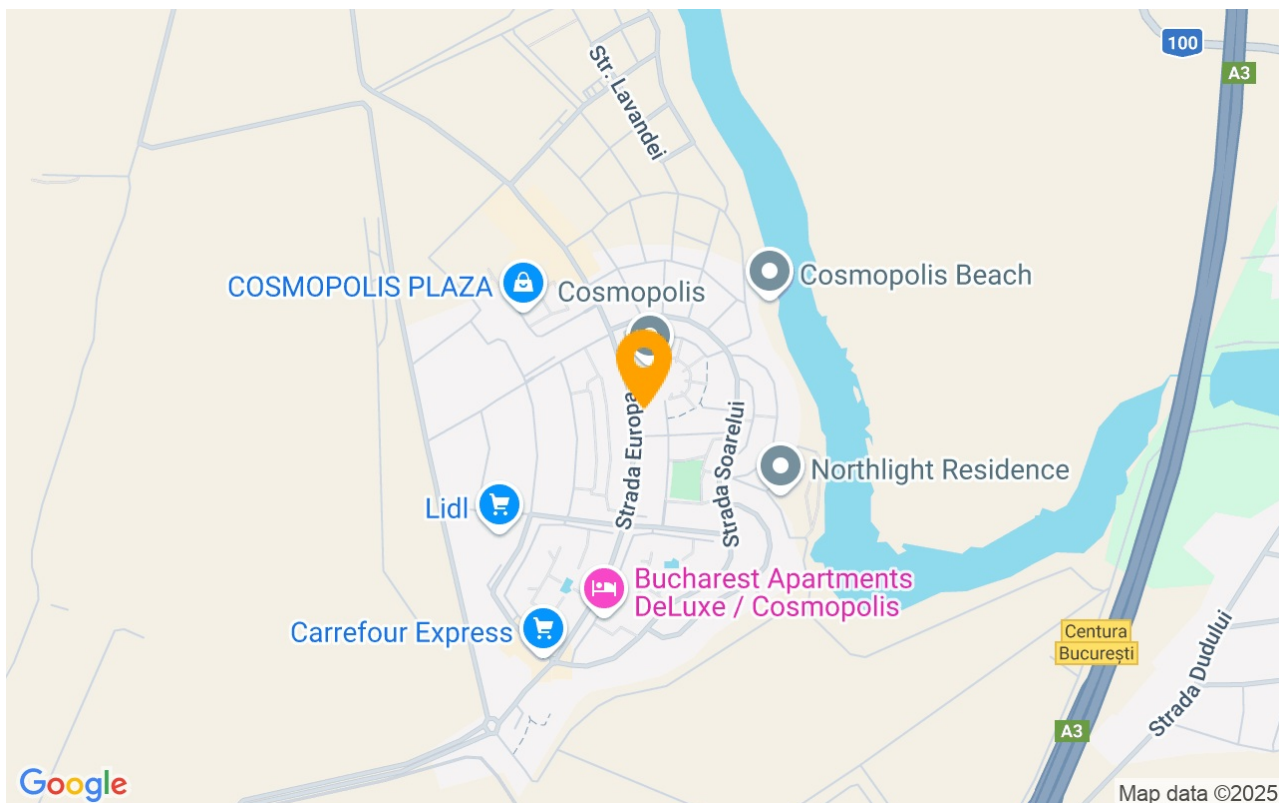 100
A3
Str. Lavandei
COSMOPOLIS PLAZA
Cosmopolis
Cosmopolis Beach
Strada Europa
Strada Soarelui
Northlight Residence
Lidl
Bucharest Apartments
DeLuxe / Cosmopolis
Carrefour Express
Centura
București
Strada Dudului
A3
Google
Map data ©2025